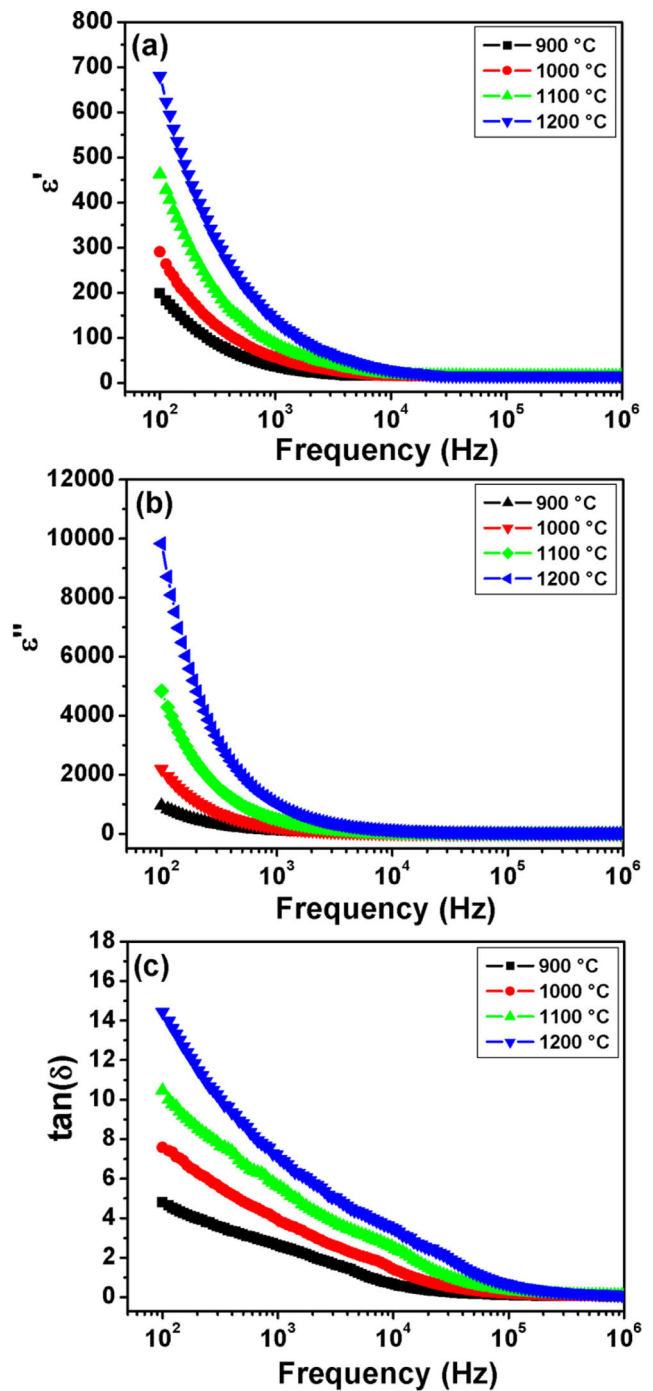 (a)
900 °C
1000 °C
1100 °C
1200 °C
800
700
600
500
400
300
200
100
0
ε'
10² 10³ 10⁴ 10⁵ 10⁶
Frequency (Hz)
(b)
900 °C
1000 °C
1100 °C
1200 °C
12000
10000
8000
6000
4000
2000
0
ε"
10² 10³ 10⁴ 10⁵ 10⁶
Frequency (Hz)
(c)
900 °C
1000 °C
1100 °C
1200 °C
18
16
14
12
10
8
6
4
2
0
tan(δ)
10² 10³ 10⁴ 10⁵ 10⁶
Frequency (Hz)